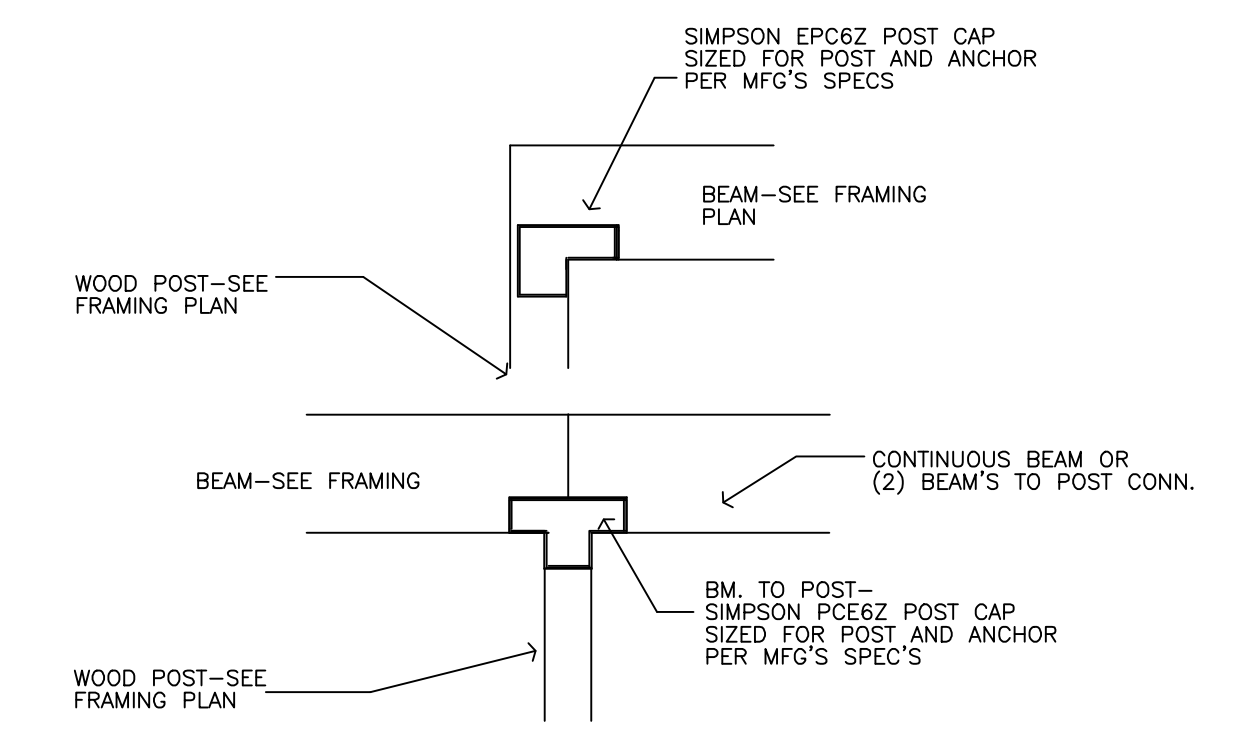 SIMPSON EPC6Z POST CAP
SIZED FOR POST AND ANCHOR
PER MFG'S SPECS
BEAM-SEE FRAMING
PLAN
WOOD POST-SEE
FRAMING PLAN
BEAM-SEE FRAMING
CONTINUOUS BEAM OR
(2) BEAM'S TO POST CONN.
BM. TO POST-
SIMPSON PCE6Z POST CAP
SIZED FOR POST AND ANCHOR
PER MFG'S SPEC'S
WOOD POST-SEE
FRAMING PLAN